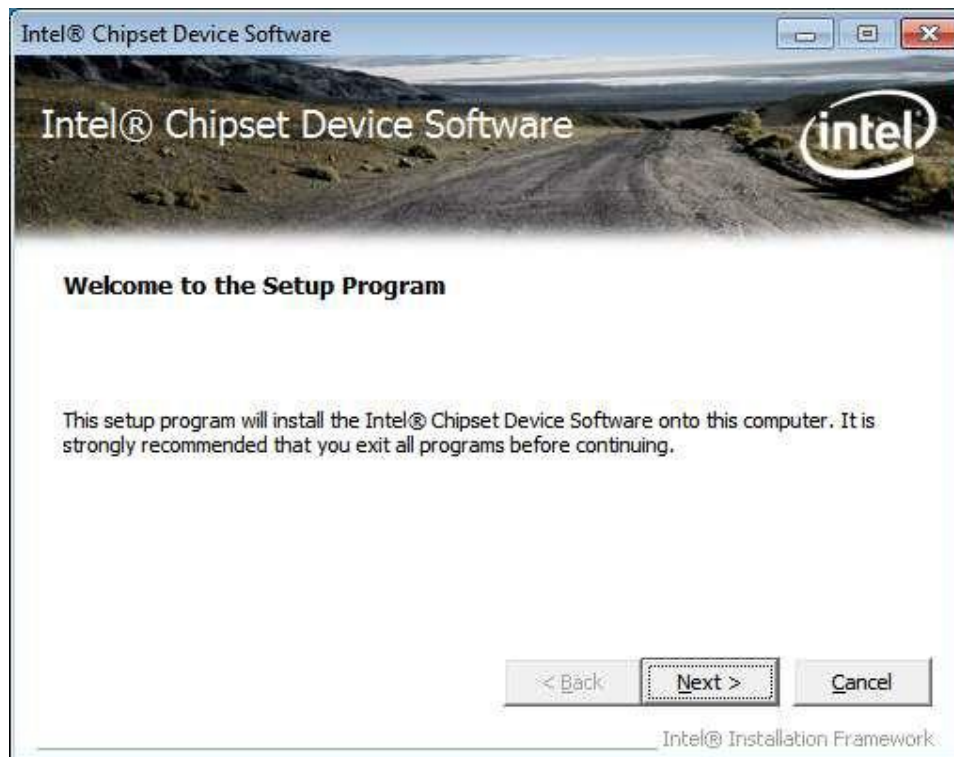 Intel® Chipset Device Software
Intel® Chipset Device Software
intel
Welcome to the Setup Program
This setup program will install the Intel® Chipset Device Software onto this computer. It is
strongly recommended that you exit all programs before continuing.
< Back Next > Cancel
Intel® Installation Framework